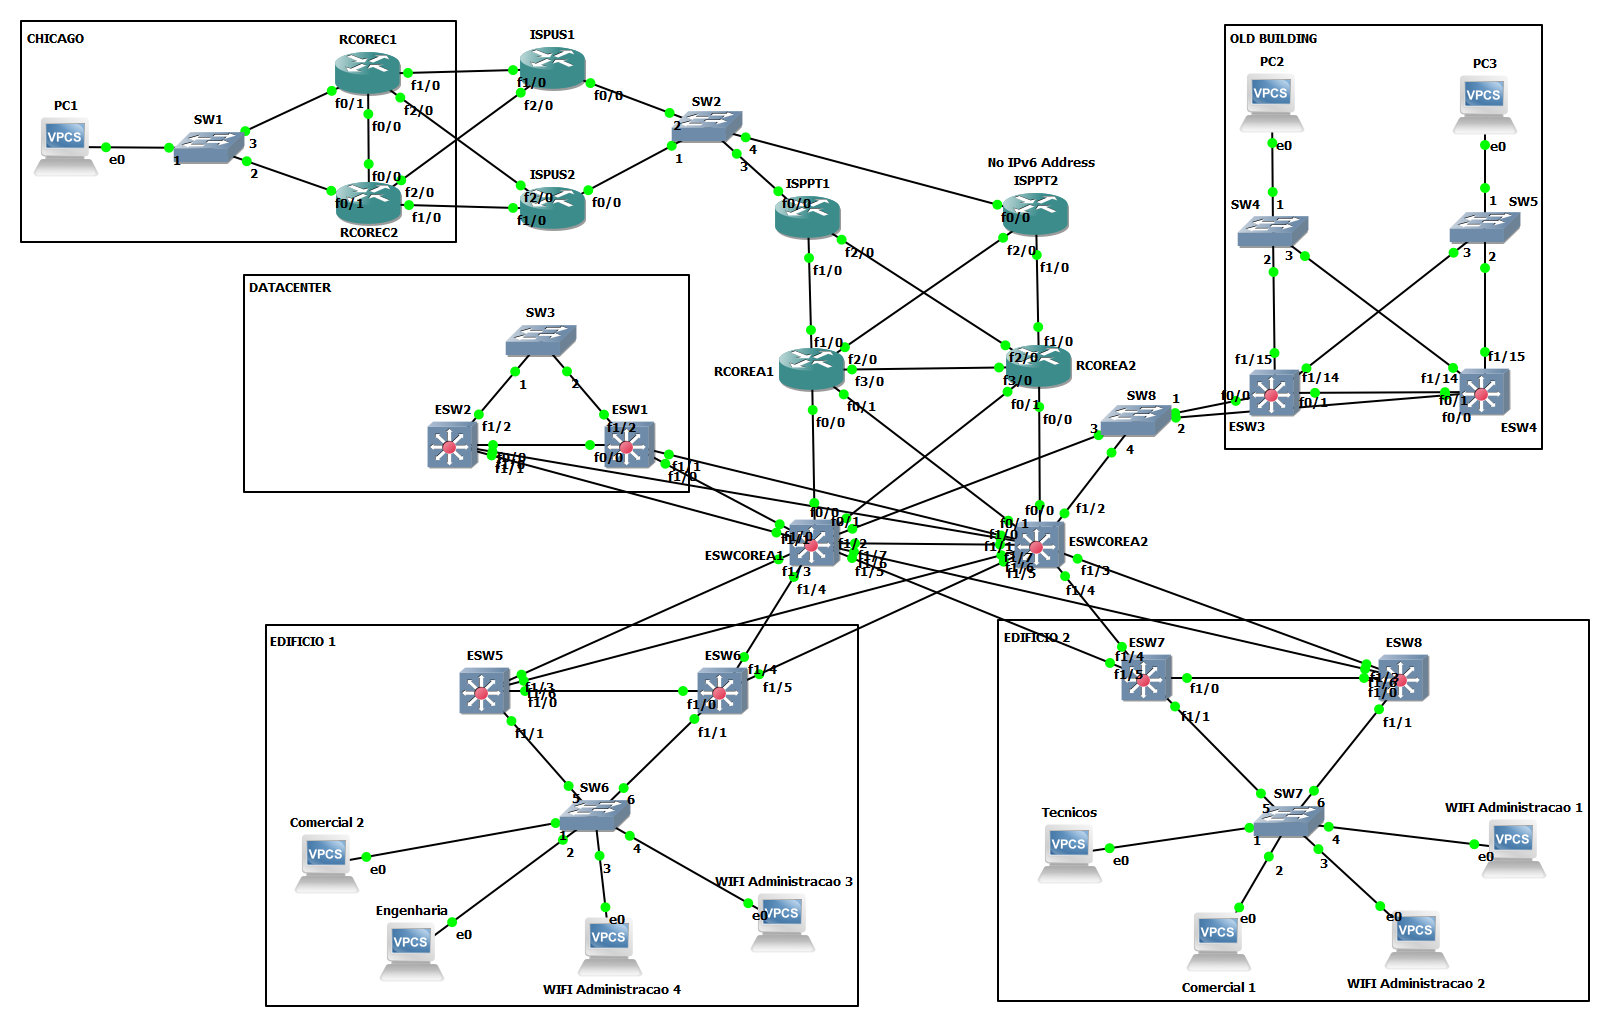 CHICAGO
RCOREC1
ISPUS1
OLD BUILDING
PC2
PC3
f1/0
f1/0
f2/0
f0/1
f2/0
f0/0
PC1
SW1
SW2
VPCS
VPCS
VPCS
f0/0
e0
1
3
2
2
1
4
3
e0
e0
f0/0
f2/0
f0/1
f1/0
RCOREC2
f2/0
f1/0
ISPUS2
f0/0
No IPv6 Address
ISPPT1
ISPPT2
f0/0
f0/0
f2/0
f1/0
f2/0
f1/0
SW4
1
2
3
1
SW5
3
2
DATACENTER
SW3
1
2
ESW2
ESW1
f1/2
f1/2
f0/0
f1/1
f0/0
f1/1
f1/0
RCOREA1
f1/0
f2/0
f3/0
f0/1
f0/0
f1/0
f2/0
f3/0
RCOREA2
f0/1
f0/0
SW8
1
2
3
4
f1/15
f1/14
f0/0
f0/1
ESW3
f1/14
f1/15
f0/1
f0/0
ESW4
f0/0
f0/1
f1/0
f1/1
ESWCOREA1
f1/2
f1/7
f1/6
f1/5
f1/3
f1/4
f0/0
f0/1
f1/0
f1/1
f1/2
ESWCOREA2
f1/7
f1/6
f1/5
f1/3
f1/4
EDIFICIO 1
ESW5
ESW6
f1/3
f1/6
f1/0
f1/4
f1/5
f1/0
f1/1
f1/1
SW6
5
6
1
2
3
4
Comercial 2
VPCS
e0
Engenharia
VPCS
e0
e0
VPCS
WIFI Administracao 4
WIFI Administracao 3
e0
VPCS
EDIFICIO 2
ESW7
ESW8
f1/4
f1/5
f1/0
f1/3
f1/6
f1/0
f1/1
f1/1
SW7
5
6
1
2
3
4
Tecnicos
VPCS
e0
WIFI Administracao 1
e0
VPCS
e0
VPCS
Comercial 1
e0
VPCS
WIFI Administracao 2